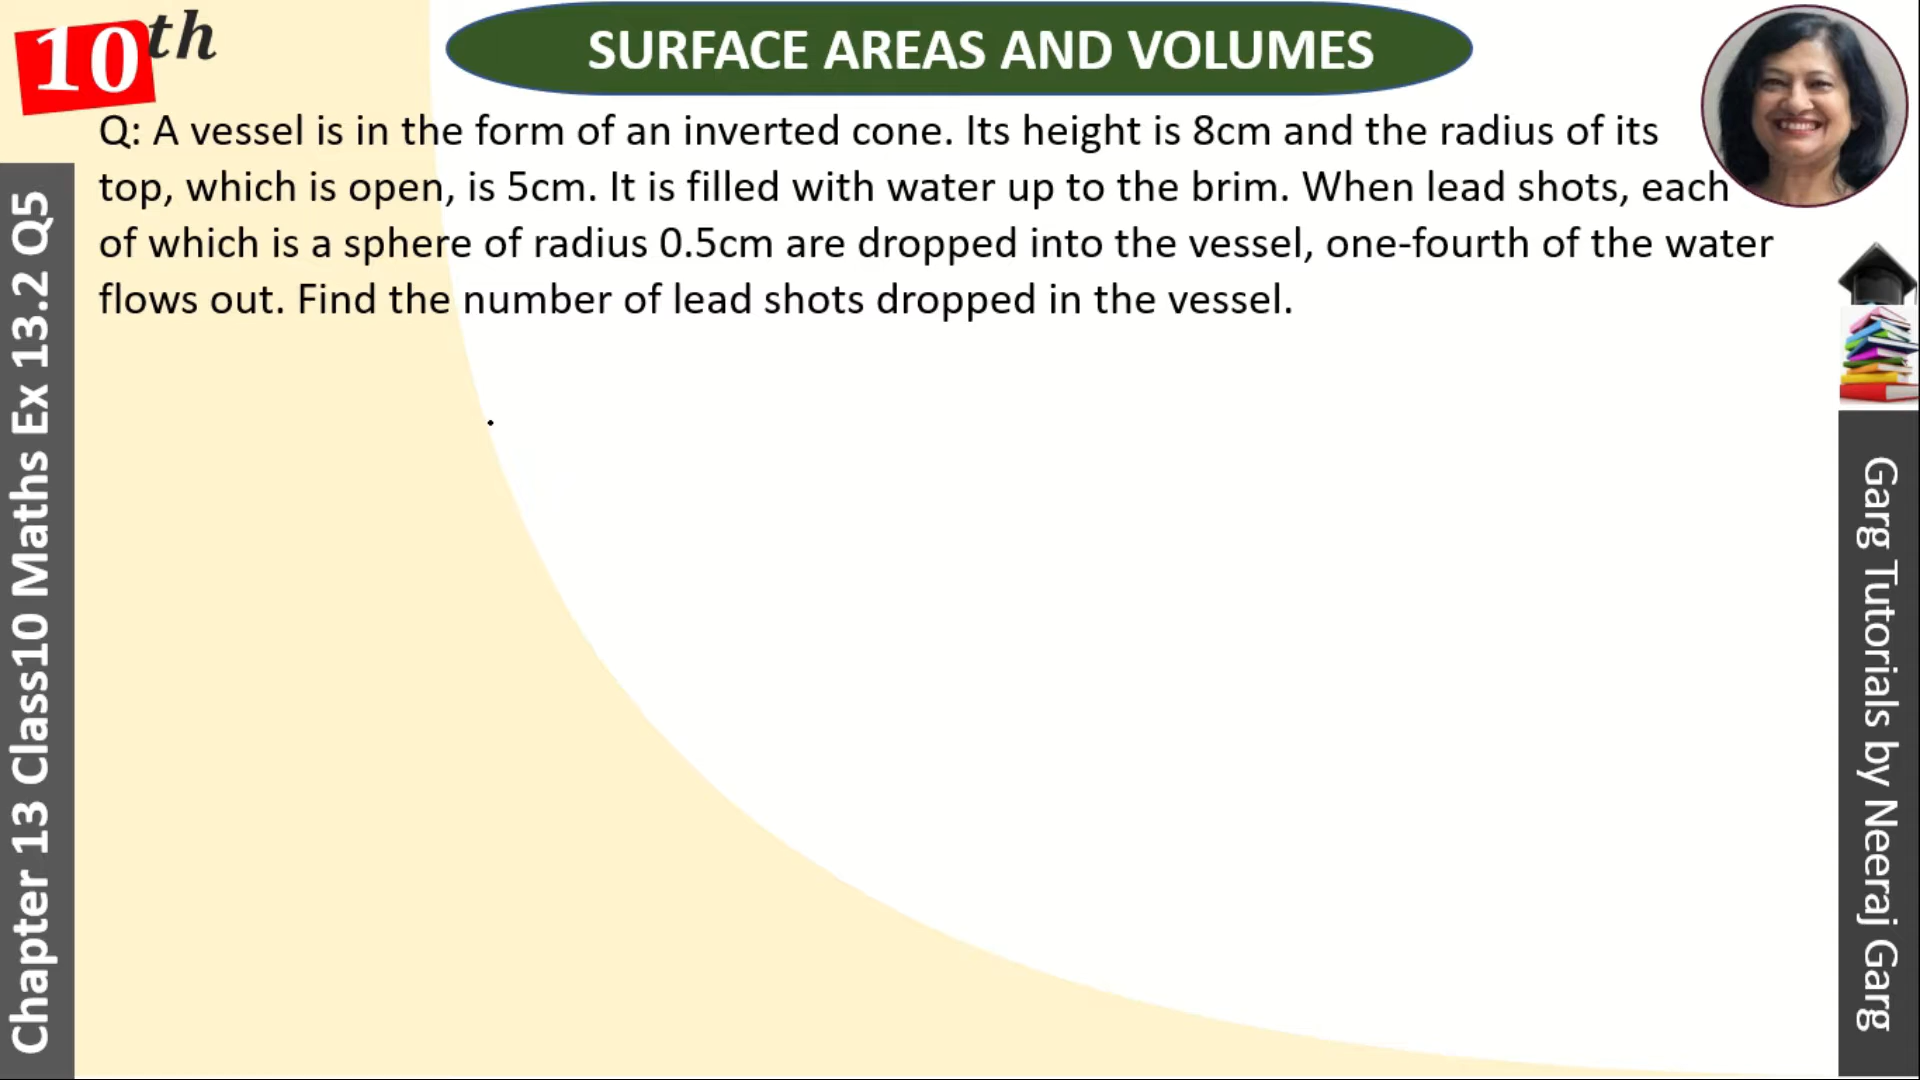 10th
SURFACE AREAS AND VOLUMES
Q: A vessel is in the form of an inverted cone. Its height is 8cm and the radius of its
top, which is open, is 5cm. It is filled with water up to the brim. When lead shots, each
of which is a sphere of radius 0.5cm are dropped into the vessel, one-fourth of the water
flows out. Find the number of lead shots dropped in the vessel.
Chapter 13 Class10 Maths Ex 13.2 Q5
Garg Tutorials by Neeraj Garg